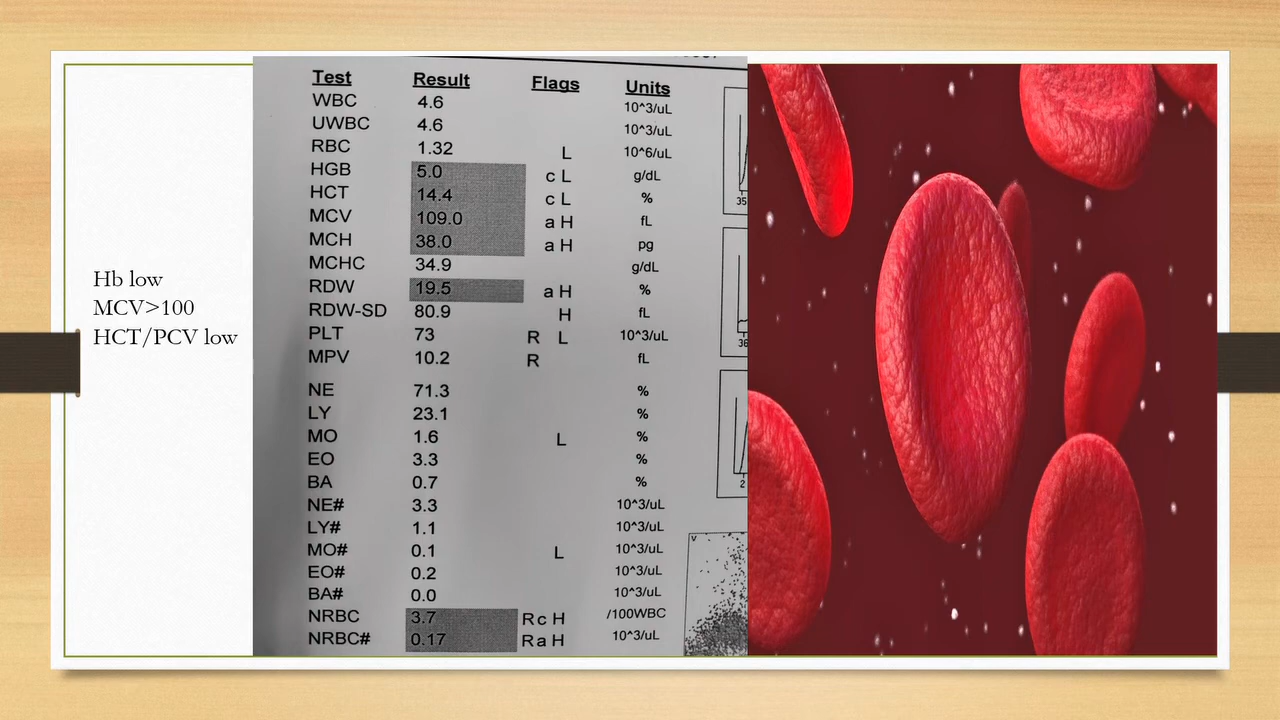 Hb low
MCV>100
HCT/PCV low
Test Result Flags Units
WBC 4.6 10^3/uL
UWBC 4.6 10^3/uL
RBC 1.32 L 10^6/uL
HGB 5.0 c L g/dL
HCT 14.4 c L %
MCV 109.0 a H fL
MCH 38.0 a H pg
MCHC 34.9 g/dL
RDW 19.5 a H %
RDW-SD 80.9 H fL
PLT 73 R L 10^3/uL
MPV 10.2 R fL
NE 71.3 %
LY 23.1 %
MO 1.6 L %
EO 3.3 %
BA 0.7 %
NE# 3.3 10^3/uL
LY# 1.1 10^3/uL
MO# 0.1 L 10^3/uL
EO# 0.2 10^3/uL
BA# 0.0 10^3/uL
NRBC 3.7 R c H /100WBC
NRBC# 0.17 R a H 10^3/uL
35
38
2
V